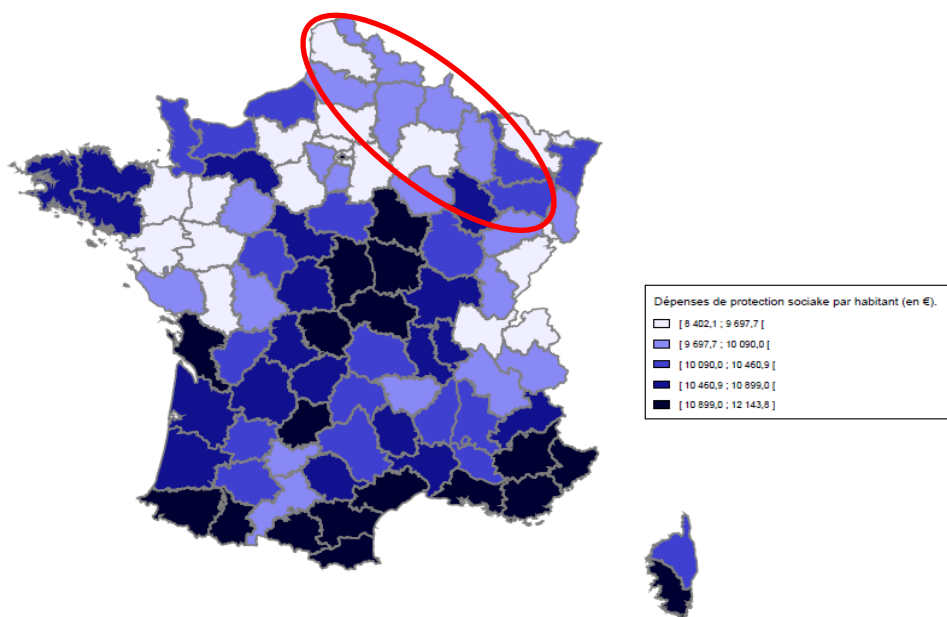 Dépenses de protection sociake par habitant (en €).
[ 8 402,1 ; 9 697,7 [
[ 9 697,7 ; 10 090,0 [
[ 10 090,0 ; 10 460,9 [
[ 10 460,9 ; 10 899,0 [
[ 10 899,0 ; 12 143,8 ]